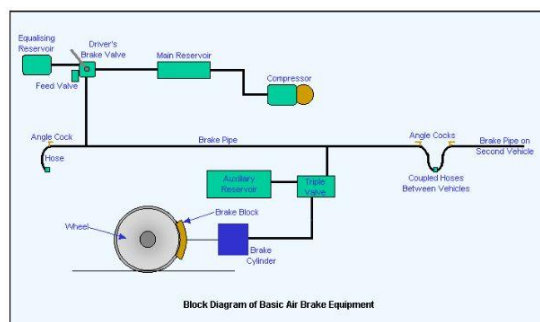 Equalising
Reservoir
Driver's
Brake Valve
Main Reservoir
Compressor
Feed Valve
Angle Cock
Hose
Brake Pipe
Angle Cocks
Brake Pipe on
Second Vehicle
Coupled Hoses
Between Vehicles
Auxiliary
Reservoir
Triple
Valve
Brake Block
Wheel
Brake
Cylinder
Block Diagram of Basic Air Brake Equipment